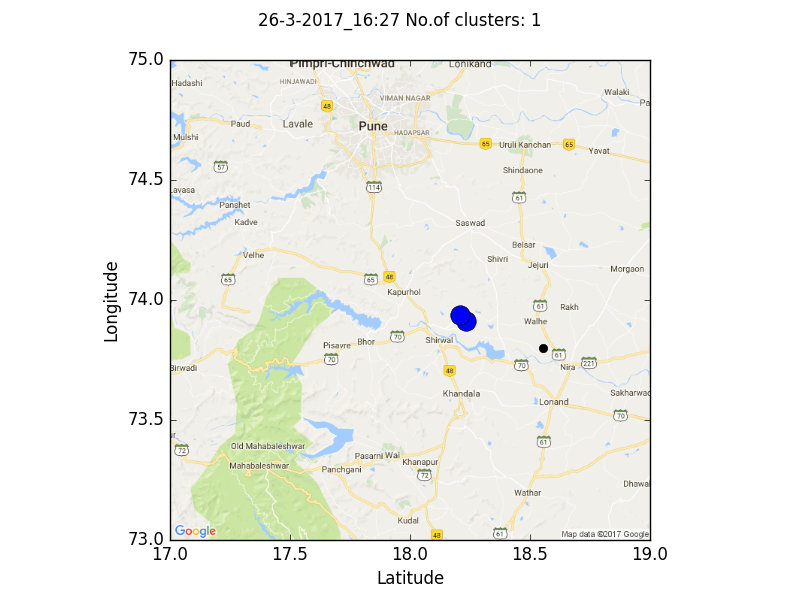 26-3-2017_16:27 No.of clusters: 1
75.0
74.5
74.0
73.5
73.0
Longitude
17.0 17.5 18.0 18.5 19.0
Latitude
Pimpri-Chinchwad
Lonikand
Hadashi
HINJAWADI
Walaki
VIMAN NAGAR
Pa
48
Paud
Lavale
Pune
HADAPSAR
Mulshi
65
Uruli Kanchan
65
Yavat
57
Shindaone
114
Lavasa
61
Panshet
Kadve
Saswad
Belsar
Velhe
Shivri
Jejuri
Morgaon
65
65
48
Kapurhol
61
Rakh
Walhe
70
Bhor
Shirwal
Pisavre
70
61
Birwadi
70
221
Nira
48
Khandala
Sakharwad
Lonand
70
ur
72
Old Mahabaleshwar
61
Mahabaleshwar
Pasarni
Wai
Khanapur
Panchgani
72
Dhawal
Wathar
Kudal
48
61
Google
Map data ©2017 Google